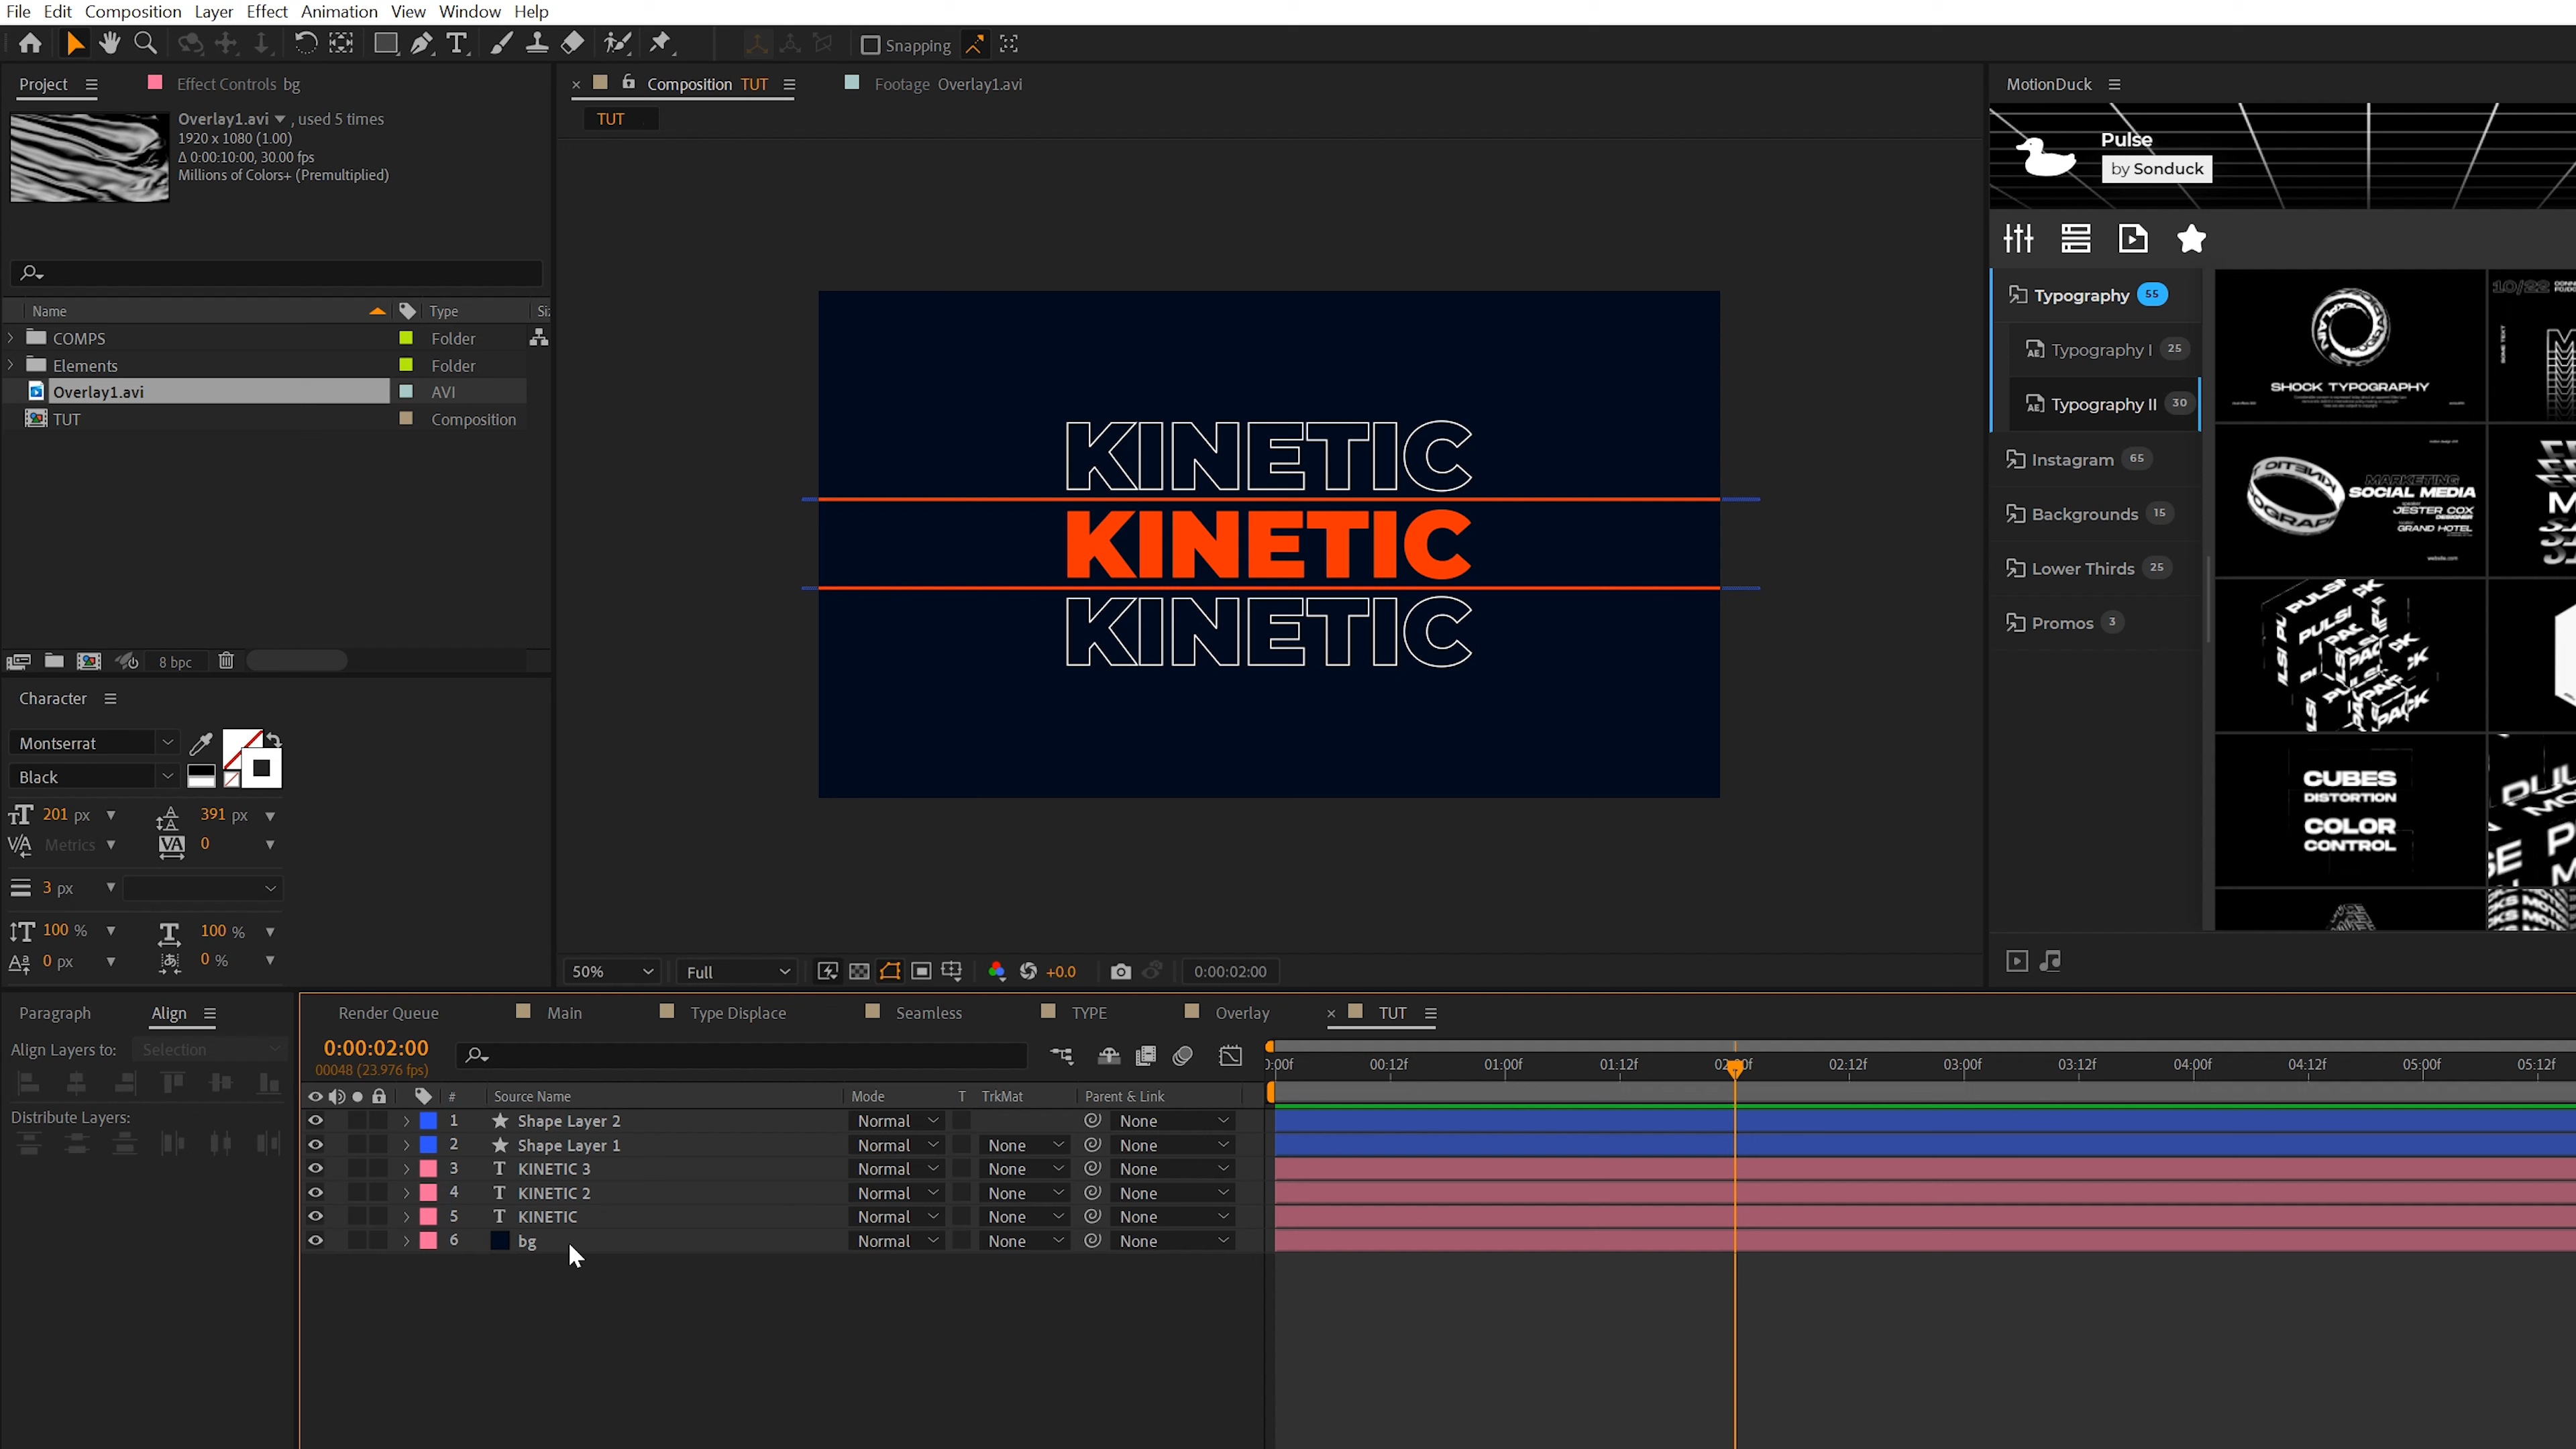 File Edit Composition Layer Effect Animation View Window Help
Snapping
Project
Effect Controls bg
Overlay1.avi , used 5 times
1920 x 1080 (1.00)
Δ 0:00:10:00, 30.00 fps
Millions of Colors+ (Premultiplied)
Name Type
COMPS Folder
Elements Folder
Overlay1.avi AVI
TUT Composition
8 bpc
Composition TUT
Footage Overlay1.avi
TUT
KINETIC
KINETIC
KINETIC
50% Full +0.0 0:00:02:00
MotionDuck
Pulse
by Sonduck
Typography 55
Typography I 25
Typography II 30
Instagram 65
Backgrounds 15
Lower Thirds 25
Promos 3
SHOCK TYPOGRAPHY
10/22
SOME TEXT
MARKETING
SOCIAL MEDIA
JESTER COX
DESIGNER
GRAND HOTEL
CUBES
DISTORTION
COLOR
CONTROL
Character
Montserrat
Black
201 px 391 px
Metrics 0
3 px
100 % 100 %
0 px 0 %
Paragraph Align
Align Layers to: Selection
Distribute Layers:
Render Queue Main Type Displace Seamless TYPE Overlay TUT
0:00:02:00
00048 (23.976 fps)
00:12f 01:00f 01:12f 02:12f 03:00f 03:12f 04:00f 04:12f 05:00f 05:12f
# Source Name Mode T TrkMat Parent & Link
1 Shape Layer 2 Normal None
2 Shape Layer 1 Normal None None
3 KINETIC 3 Normal None None
4 KINETIC 2 Normal None None
5 KINETIC Normal None None
6 bg Normal None None